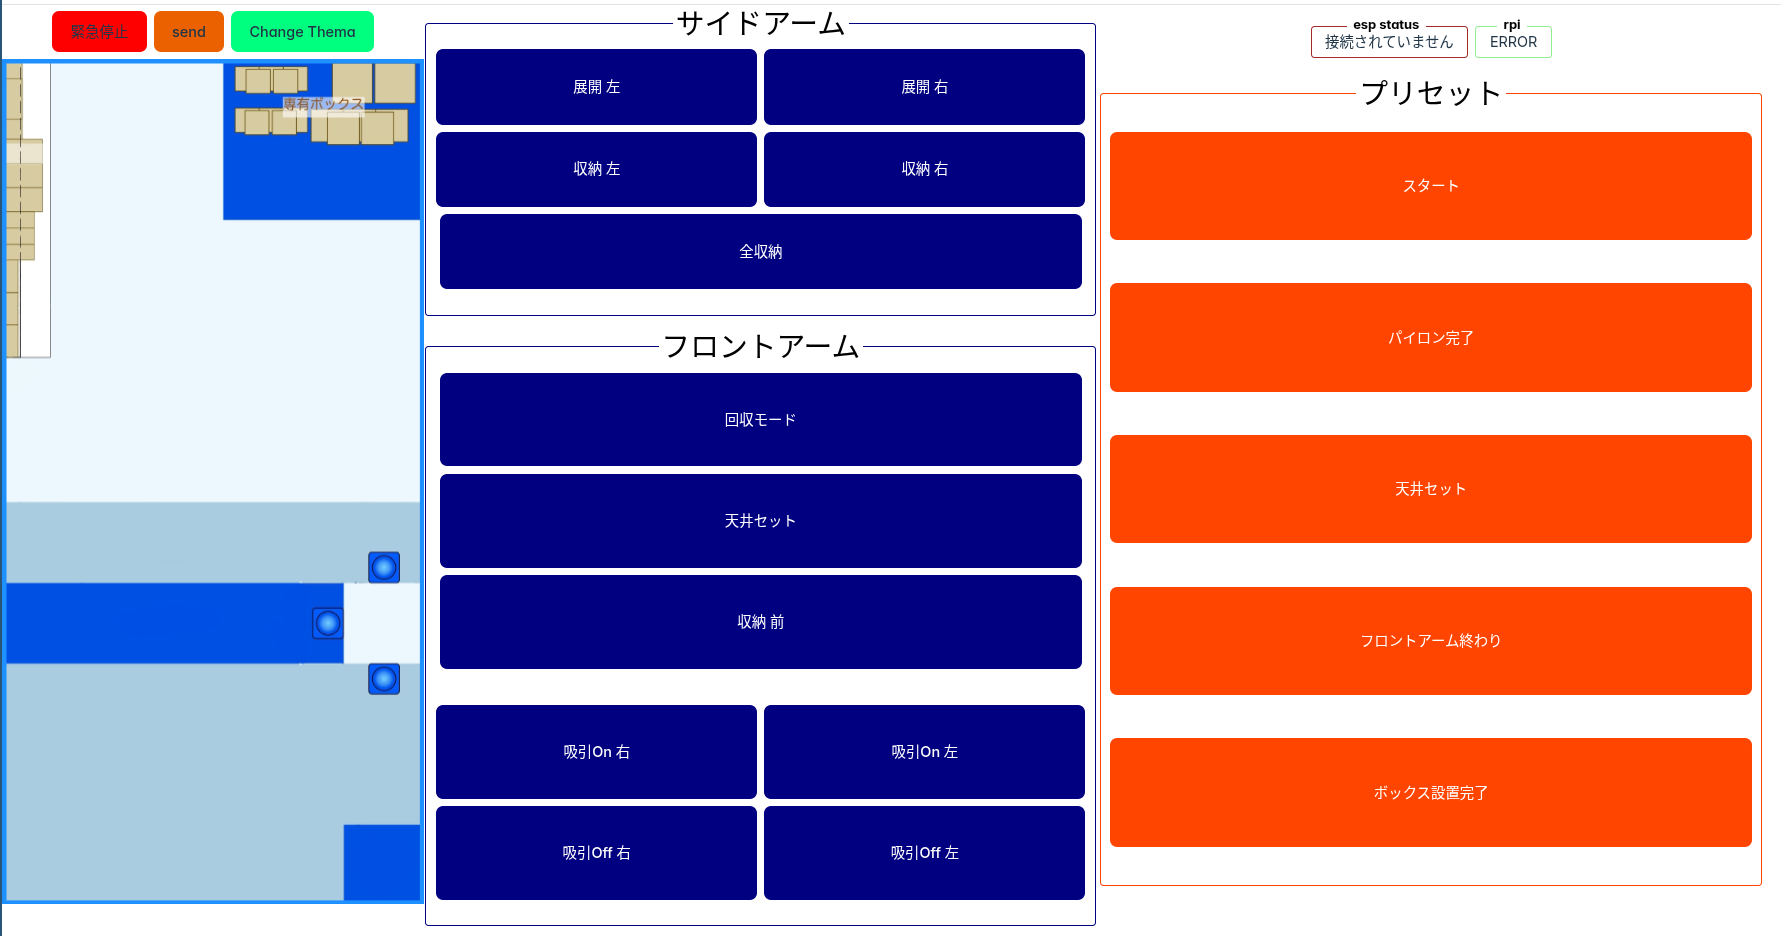 緊急停止
send
Change Thema
専有ボックス
サイドアーム
展開 左
展開 右
収納 左
収納 右
全収納
フロントアーム
回収モード
天井セット
収納 前
吸引On 右
吸引On 左
吸引Off 右
吸引Off 左
esp status
接続されていません
rpi
ERROR
プリセット
スタート
パイロン完了
天井セット
フロントアーム終わり
ボックス設置完了